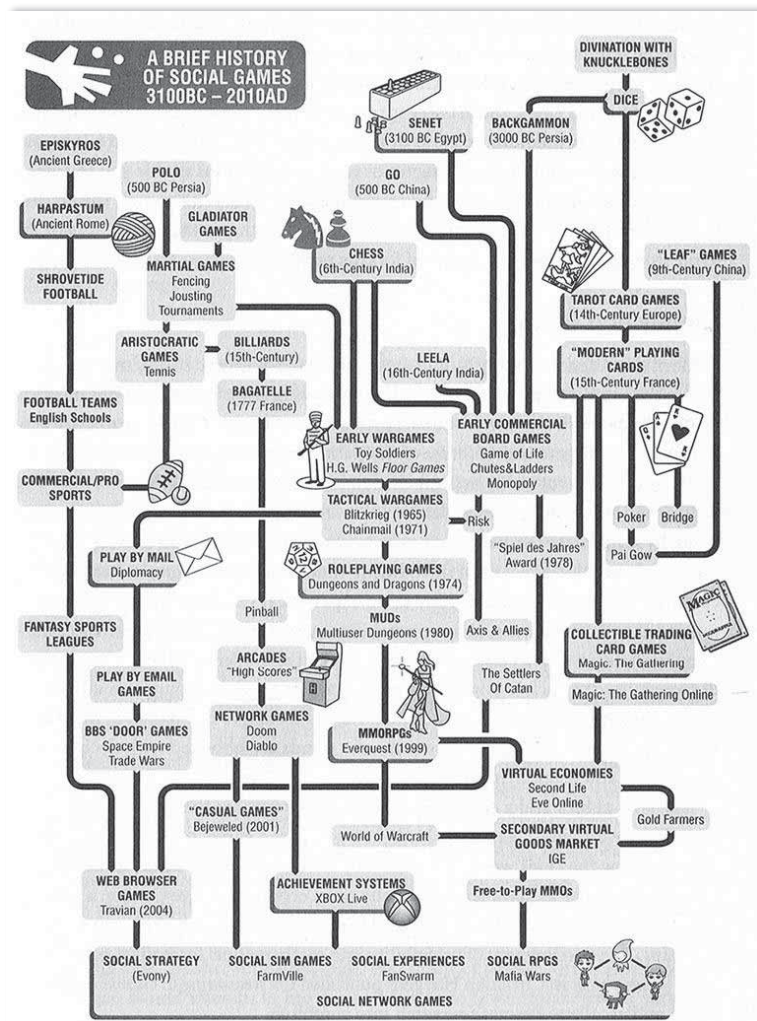 A BRIEF HISTORY
OF SOCIAL GAMES
3100BC – 2010AD
DIVINATION WITH
KNUCKLEBONES
DICE
SENET
(3100 BC Egypt)
BACKGAMMON
(3000 BC Persia)
EPISKYROS
(Ancient Greece)
POLO
(500 BC Persia)
GO
(500 BC China)
HARPASTUM
(Ancient Rome)
GLADIATOR
GAMES
CHESS
(6th-Century India)
"LEAF" GAMES
(9th-Century China)
MARTIAL GAMES
Fencing
Jousting
Tournaments
SHROVETIDE
FOOTBALL
TAROT CARD GAMES
(14th-Century Europe)
ARISTOCRATIC
GAMES
Tennis
BILLIARDS
(15th-Century)
LEELA
(16th-Century India)
"MODERN" PLAYING
CARDS
(15th-Century France)
BAGATELLE
(1777 France)
FOOTBALL TEAMS
English Schools
EARLY WARGAMES
Toy Soldiers
H.G. Wells Floor Games
EARLY COMMERCIAL
BOARD GAMES
Game of Life
Chutes&Ladders
Monopoly
COMMERCIAL/PRO
SPORTS
TACTICAL WARGAMES
Blitzkrieg (1965)
Chainmail (1971)
Risk
Poker
Bridge
"Spiel des Jahres"
Award (1978)
Pai Gow
PLAY BY MAIL
Diplomacy
ROLEPLAYING GAMES
Dungeons and Dragons (1974)
Pinball
MUDs
Multiuser Dungeons (1980)
Axis & Allies
MAGIC
FANTASY SPORTS
LEAGUES
COLLECTIBLE TRADING
CARD GAMES
Magic: The Gathering
ARCADES
"High Scores"
The Settlers
Of Catan
PLAY BY EMAIL
GAMES
Magic: The Gathering Online
NETWORK GAMES
Doom
Diablo
BBS 'DOOR' GAMES
Space Empire
Trade Wars
MMORPGs
Everquest (1999)
VIRTUAL ECONOMIES
Second Life
Eve Online
"CASUAL GAMES"
Bejeweled (2001)
Gold Farmers
World of Warcraft
SECONDARY VIRTUAL
GOODS MARKET
IGE
WEB BROWSER
GAMES
Travian (2004)
ACHIEVEMENT SYSTEMS
XBOX Live
Free-to-Play MMOs
SOCIAL STRATEGY
(Evony)
SOCIAL SIM GAMES
FarmVille
SOCIAL EXPERIENCES
FanSwarm
SOCIAL RPGS
Mafia Wars
SOCIAL NETWORK GAMES